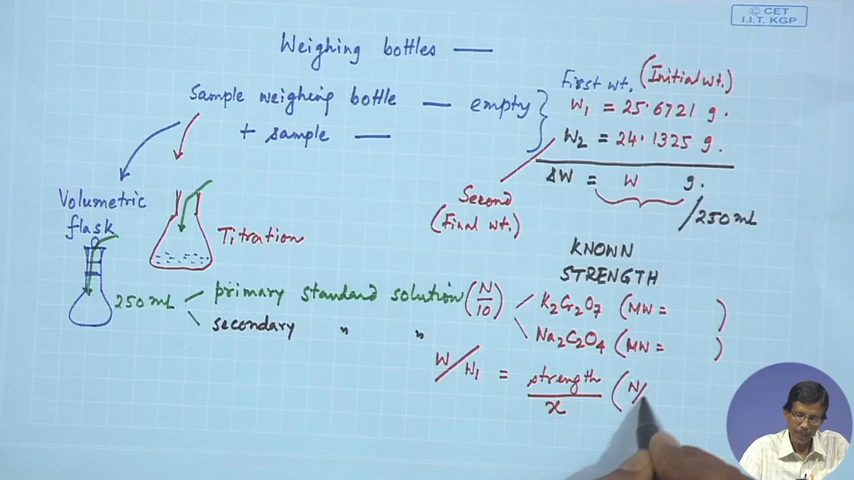 © CET
I.I.T. KGP
Weighing bottles —
First wt. (Initial wt.)
Sample weighing bottle — empty
W₁ = 25.6721 g.
+ sample —
W₂ = 24.1325 g.
ΔW = W g.
/250 mL
Second
(Final wt.)
Volumetric
flask
Titration
KNOWN
STRENGTH
250 mL
primary standard solution (N/10)
K₂Cr₂O₇ (MW = )
secondary " "
Na₂C₂O₄ (MW = )
W/W₁ = strength/x (N/